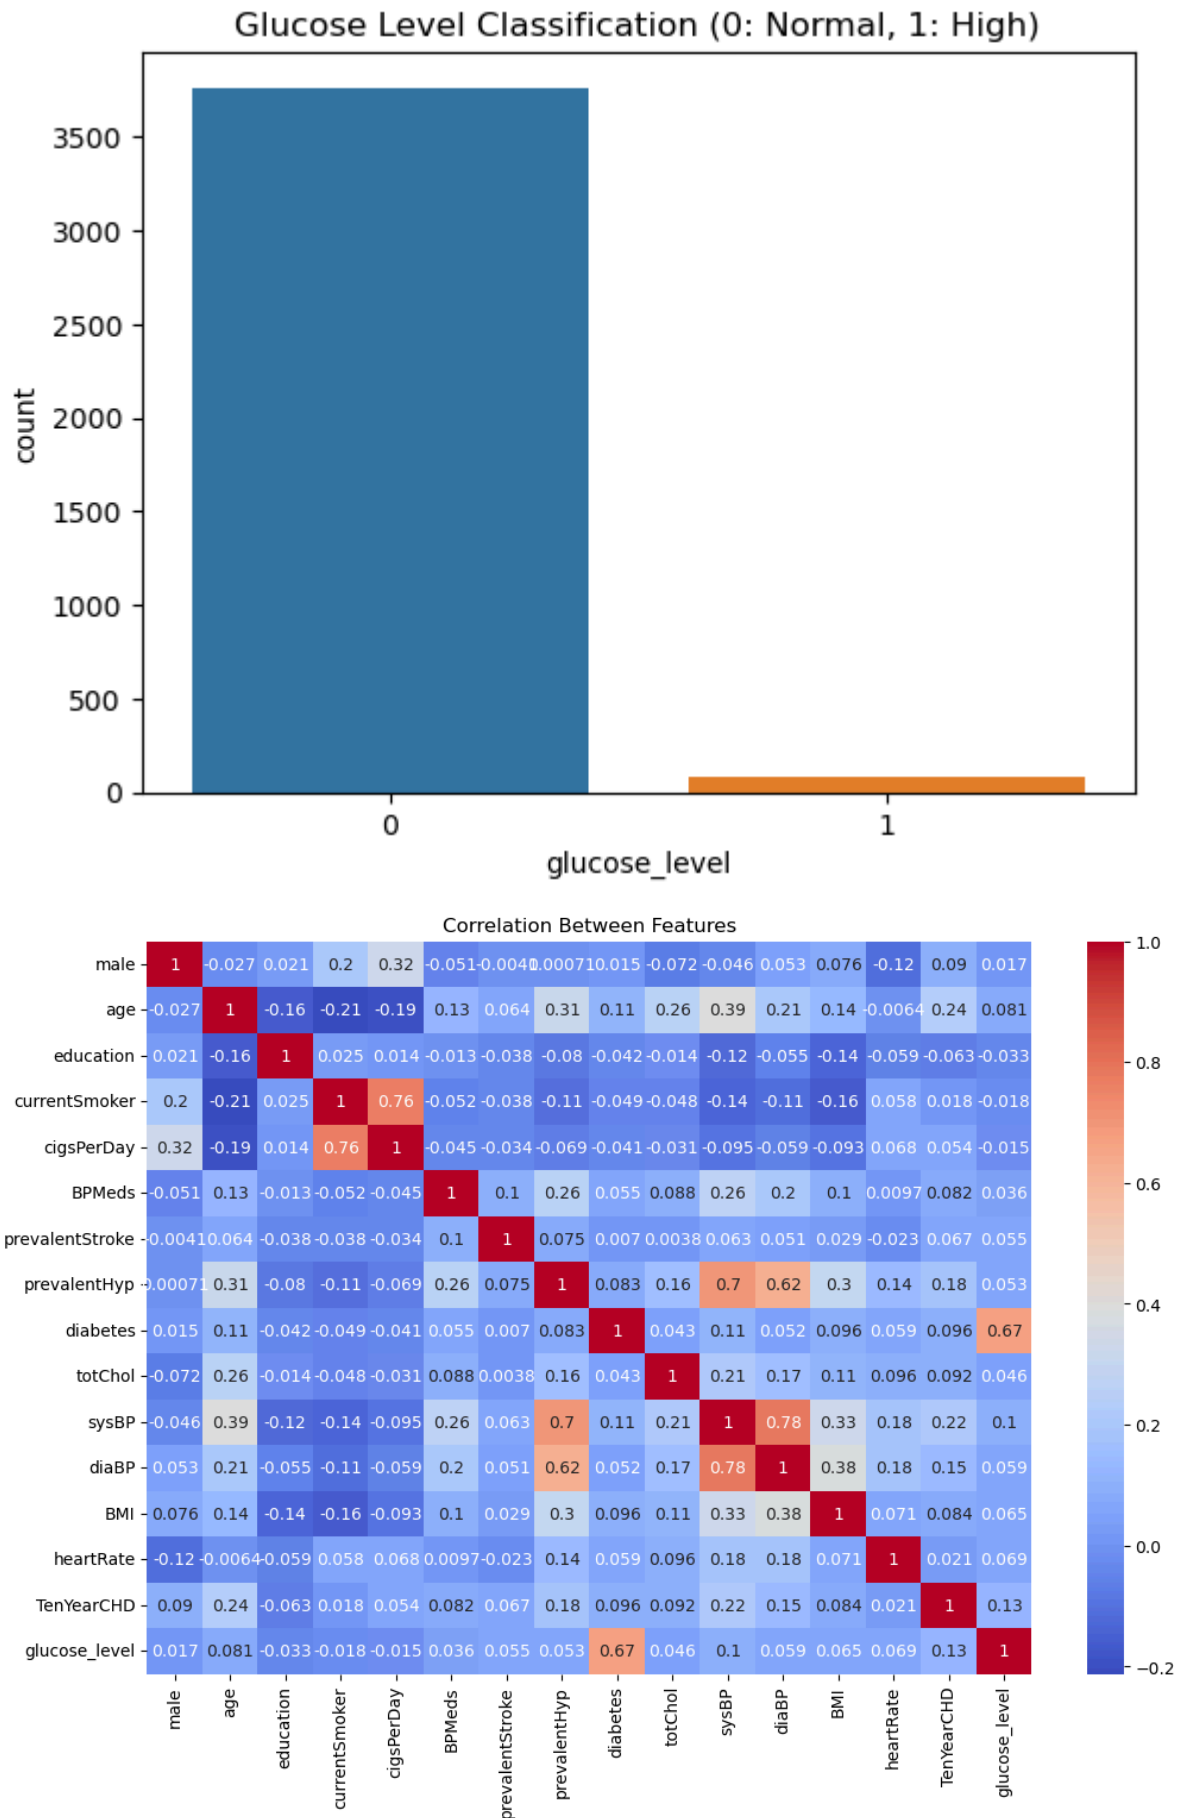 Glucose Level Classification (0: Normal, 1: High)
3500
3000
2500
2000
1500
1000
500
0
count
0 1
glucose_level
Correlation Between Features
male 1 -0.027 0.021 0.2 0.32 -0.051 -0.0041 0.00071 0.015 -0.072 -0.046 0.053 0.076 -0.12 0.09 0.017
age -0.027 1 -0.16 -0.21 -0.19 0.13 0.064 0.31 0.11 0.26 0.39 0.21 0.14 -0.0064 0.24 0.081
education 0.021 -0.16 1 0.025 0.014 -0.013 -0.038 -0.08 -0.042 -0.014 -0.12 -0.055 -0.14 -0.059 -0.063 -0.033
currentSmoker 0.2 -0.21 0.025 1 0.76 -0.052 -0.038 -0.11 -0.049 -0.048 -0.14 -0.11 -0.16 0.058 0.018 -0.018
cigsPerDay 0.32 -0.19 0.014 0.76 1 -0.045 -0.034 -0.069 -0.041 -0.031 -0.095 -0.059 -0.093 0.068 0.054 -0.015
BPMeds -0.051 0.13 -0.013 -0.052 -0.045 1 0.1 0.26 0.055 0.088 0.26 0.2 0.1 0.0097 0.082 0.036
prevalentStroke -0.0041 0.064 -0.038 -0.038 -0.034 0.1 1 0.075 0.007 0.0038 0.063 0.051 0.029 -0.023 0.067 0.055
prevalentHyp 0.00071 0.31 -0.08 -0.11 -0.069 0.26 0.075 1 0.083 0.16 0.7 0.62 0.3 0.14 0.18 0.053
diabetes 0.015 0.11 -0.042 -0.049 -0.041 0.055 0.007 0.083 1 0.043 0.11 0.052 0.096 0.059 0.096 0.67
totChol -0.072 0.26 -0.014 -0.048 -0.031 0.088 0.0038 0.16 0.043 1 0.21 0.17 0.11 0.096 0.092 0.046
sysBP -0.046 0.39 -0.12 -0.14 -0.095 0.26 0.063 0.7 0.11 0.21 1 0.78 0.33 0.18 0.22 0.1
diaBP 0.053 0.21 -0.055 -0.11 -0.059 0.2 0.051 0.62 0.052 0.17 0.78 1 0.38 0.18 0.15 0.059
BMI 0.076 0.14 -0.14 -0.16 -0.093 0.1 0.029 0.3 0.096 0.11 0.33 0.38 1 0.071 0.084 0.065
heartRate -0.12 -0.0064 -0.059 0.058 0.068 0.0097 -0.023 0.14 0.059 0.096 0.18 0.18 0.071 1 0.021 0.069
TenYearCHD 0.09 0.24 -0.063 0.018 0.054 0.082 0.067 0.18 0.096 0.092 0.22 0.15 0.084 0.021 1 0.13
glucose_level 0.017 0.081 -0.033 -0.018 -0.015 0.036 0.055 0.053 0.67 0.046 0.1 0.059 0.065 0.069 0.13 1
male age education currentSmoker cigsPerDay BPMeds prevalentStroke prevalentHyp diabetes totChol sysBP diaBP BMI heartRate TenYearCHD glucose_level
1.0
0.8
0.6
0.4
0.2
0.0
−0.2